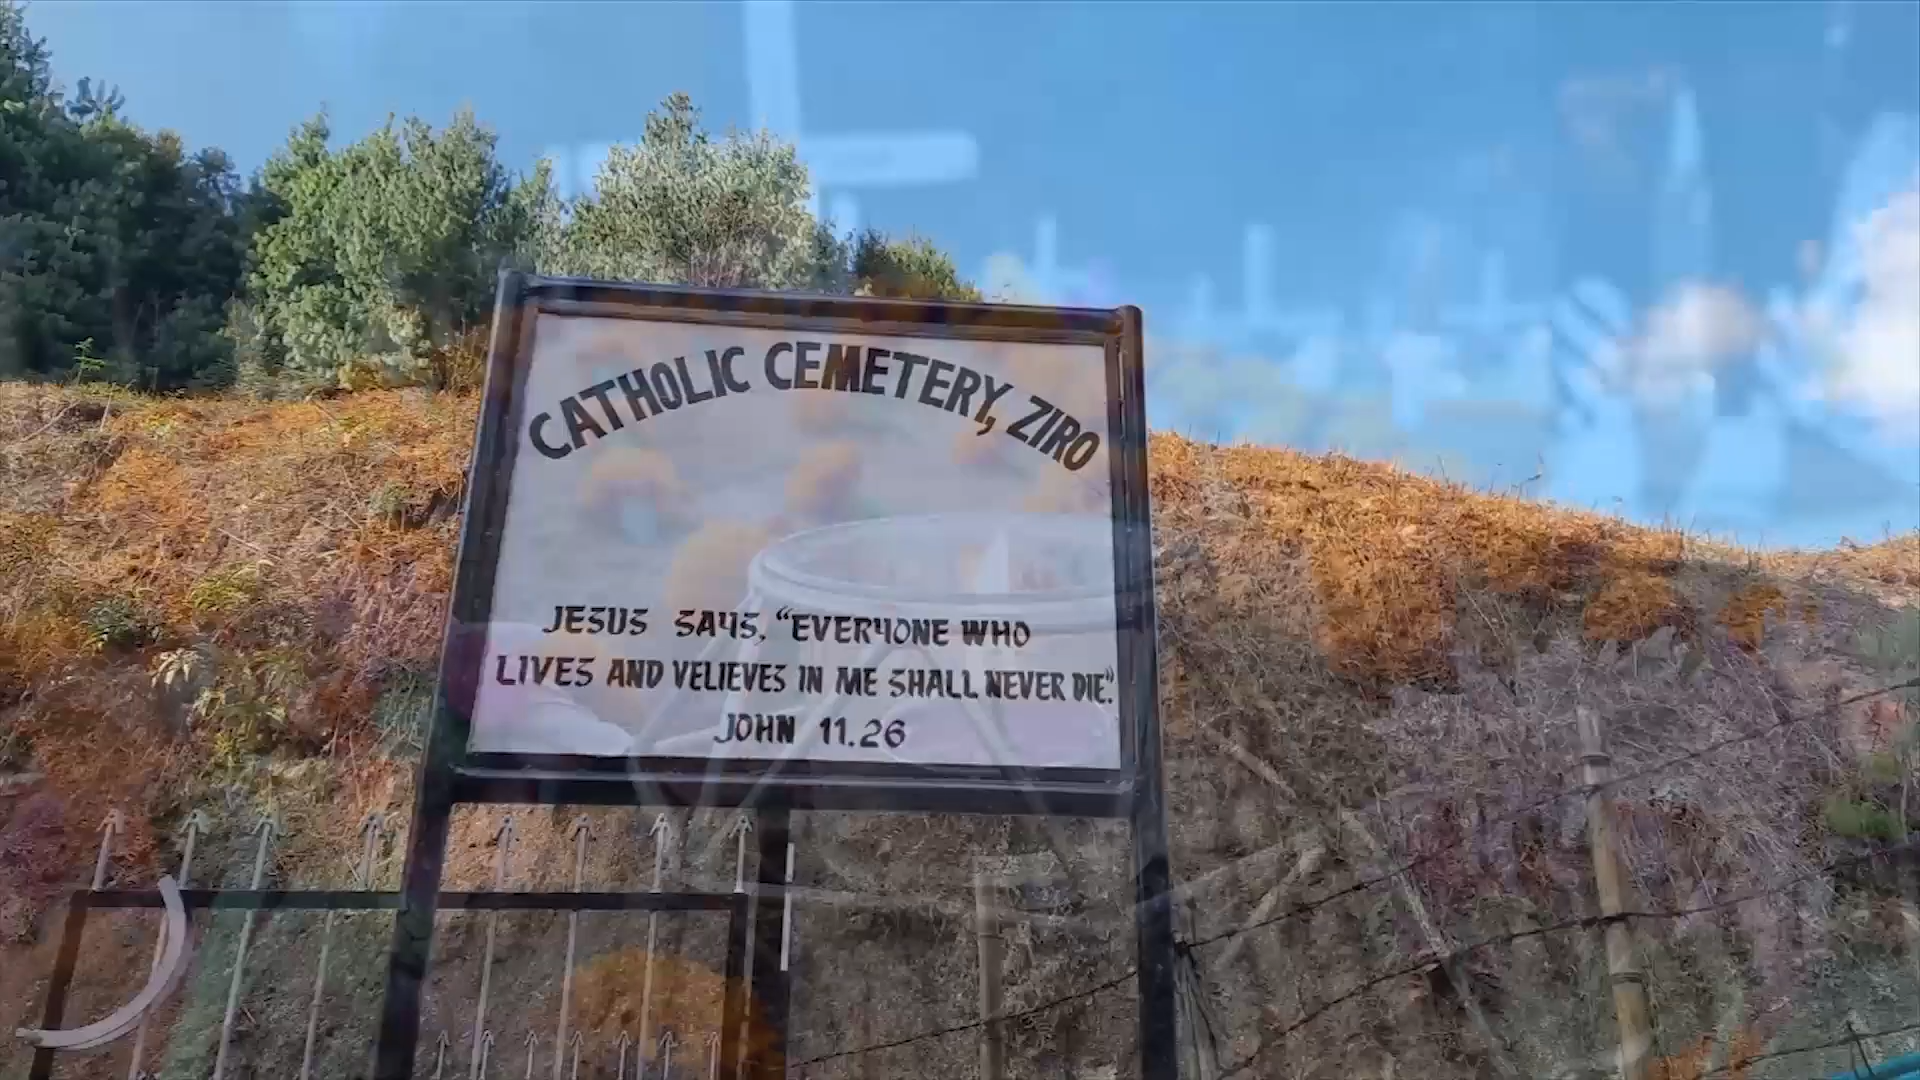 CATHOLIC CEMETERY, ZIRO
JESUS SAYS, "EVERYONE WHO
LIVES AND VELIEVES IN ME SHALL NEVER DIE".
JOHN 11.26